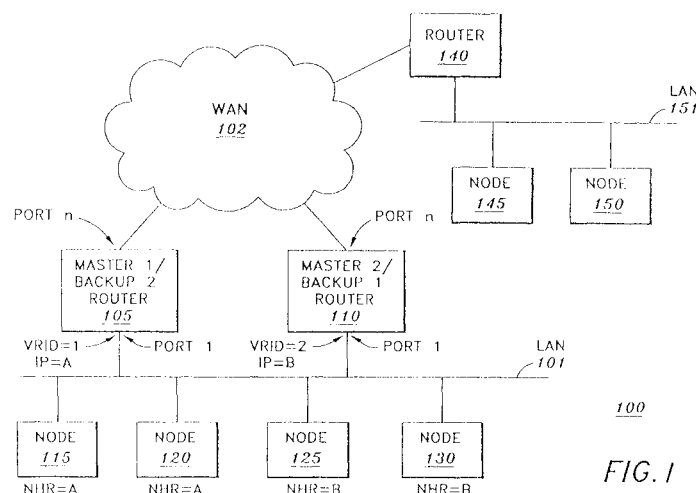 ROUTER
140
WAN
102
LAN
151
NODE
145
NODE
150
PORT n
PORT n
MASTER 1/
BACKUP 2
ROUTER
105
MASTER 2/
BACKUP 1
ROUTER
110
VRID=1
IP=A
PORT 1
VRID=2
IP=B
PORT 1
LAN
101
NODE
115
NODE
120
NODE
125
NODE
130
NHR=A
NHR=A
NHR=B
NHR=B
100
FIG. 1